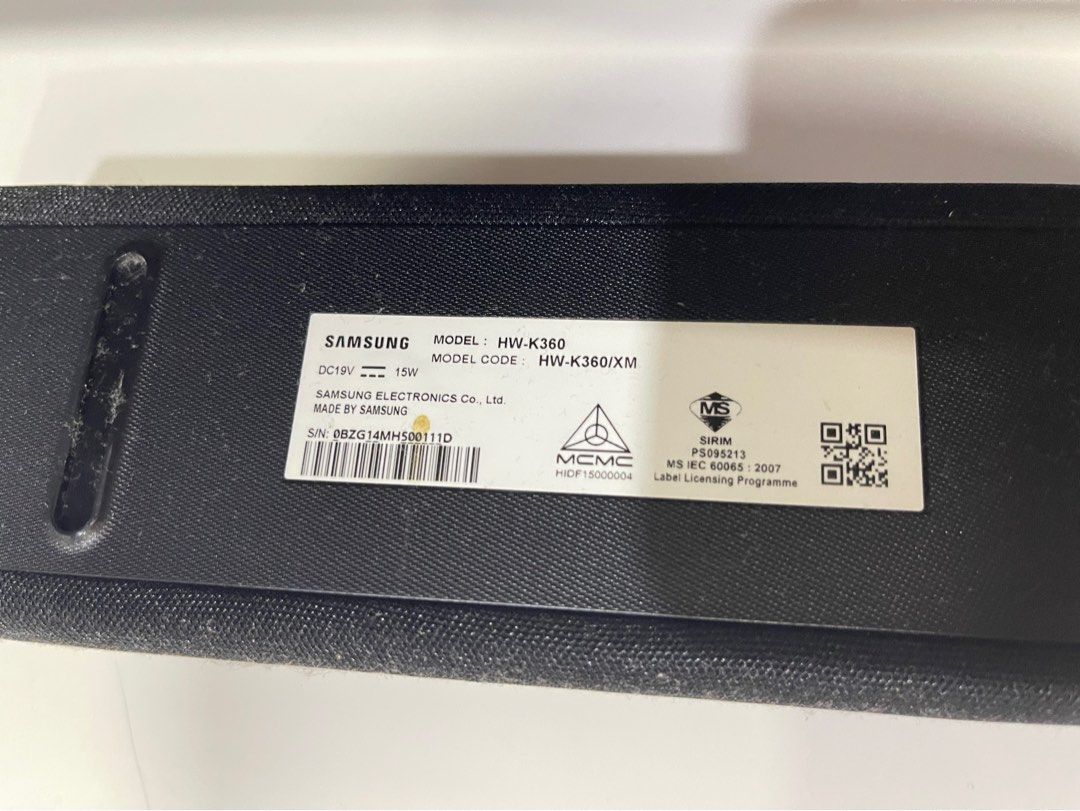 SAMSUNG
MODEL : HW-K360
MODEL CODE : HW-K360/XM
DC19V 15W
SAMSUNG ELECTRONICS Co., Ltd.
MADE BY SAMSUNG
S/N: 0BZG14MH500111D
MCMC
HIDF15000004
MS
SIRIM
PS095213
MS IEC 60065 : 2007
Label Licensing Programme